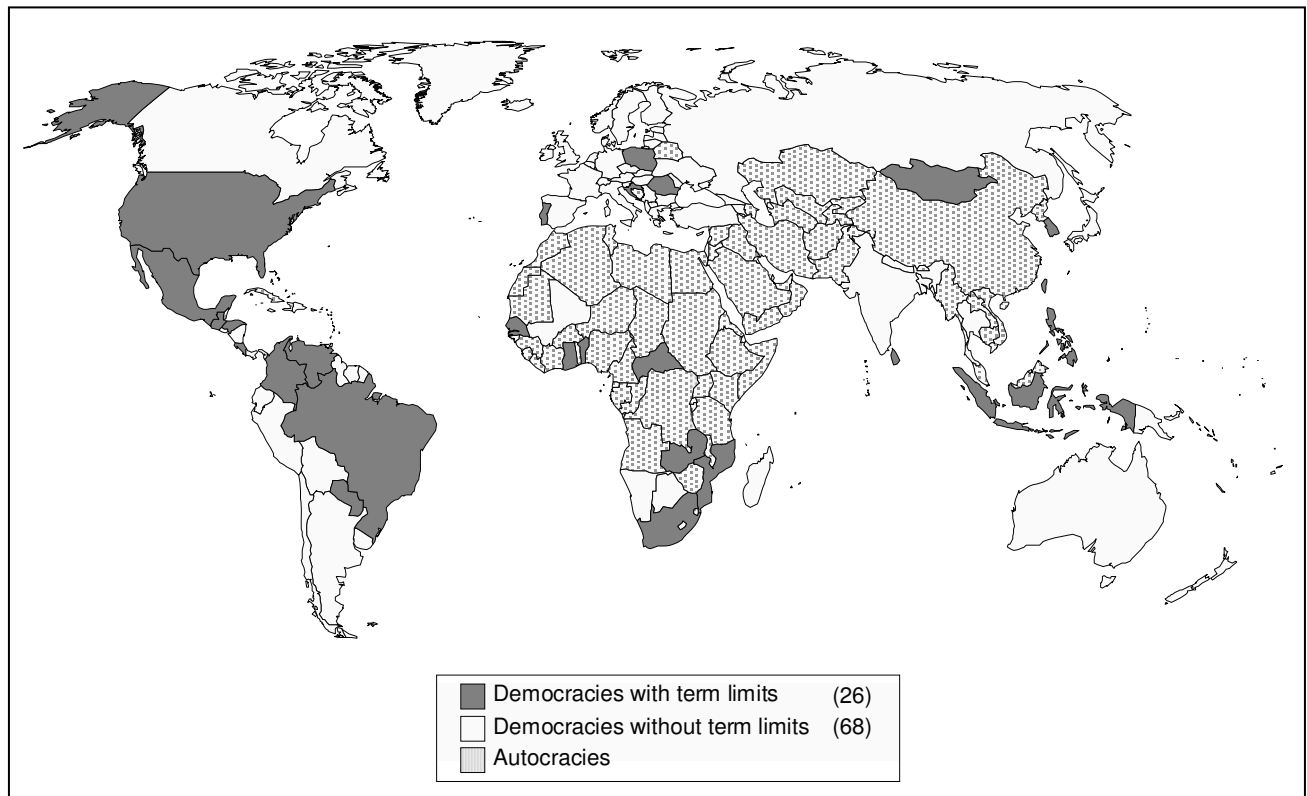 Democracies with term limits (26)
Democracies without term limits (68)
Autocracies